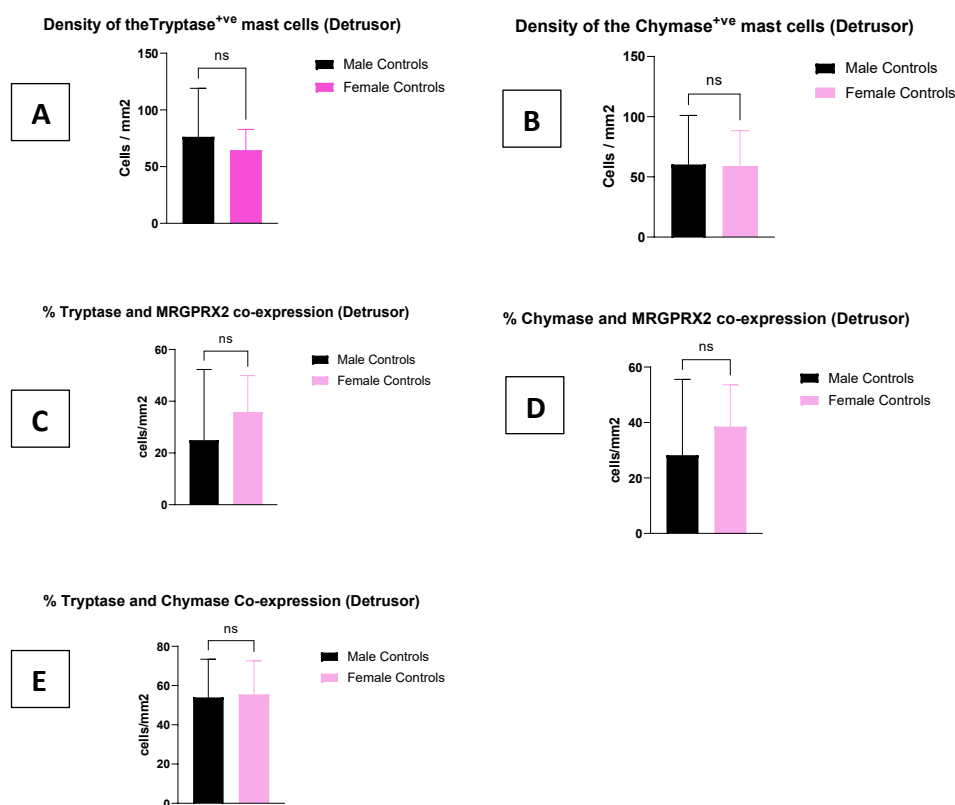 Density of theTryptase+ve mast cells (Detrusor)
A
Cells / mm2
150
100
50
0
ns
Male Controls
Female Controls
Density of the Chymase+ve mast cells (Detrusor)
B
Cells / mm2
150
100
50
0
ns
Male Controls
Female Controls
% Tryptase and MRGPRX2 co-expression (Detrusor)
C
cells/mm2
60
40
20
0
ns
Male Controls
Female Controls
% Chymase and MRGPRX2 co-expression (Detrusor)
D
cells/mm2
60
40
20
0
ns
Male Controls
Female Controls
% Tryptase and Chymase Co-expression (Detrusor)
E
cells/mm2
80
60
40
20
0
ns
Male Controls
Female Controls